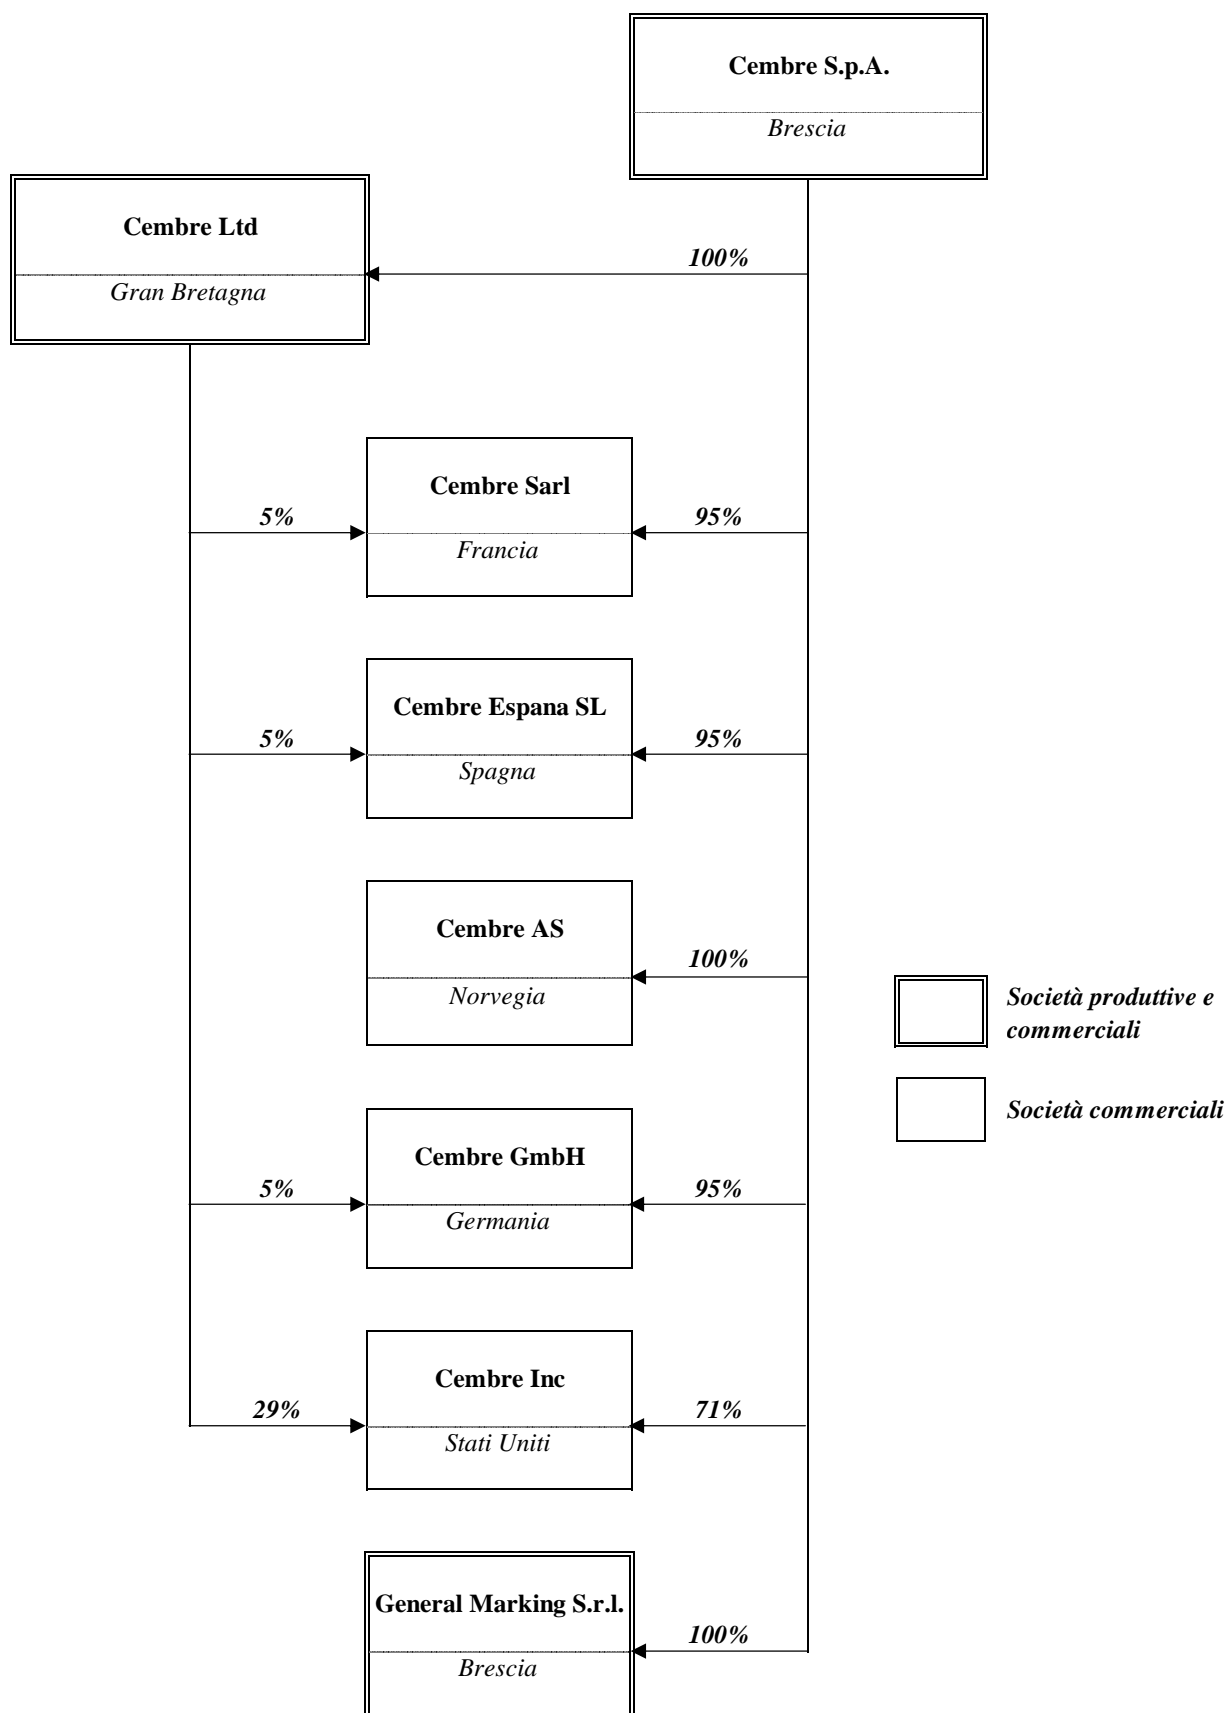 Cembre S.p.A.
Brescia
Cembre Ltd
Gran Bretagna
100%
Cembre Sarl
Francia
5%
95%
Cembre Espana SL
Spagna
5%
95%
Cembre AS
Norvegia
100%
Società produttive e
commerciali
Società commerciali
Cembre GmbH
Germania
5%
95%
Cembre Inc
Stati Uniti
29%
71%
General Marking S.r.l.
Brescia
100%